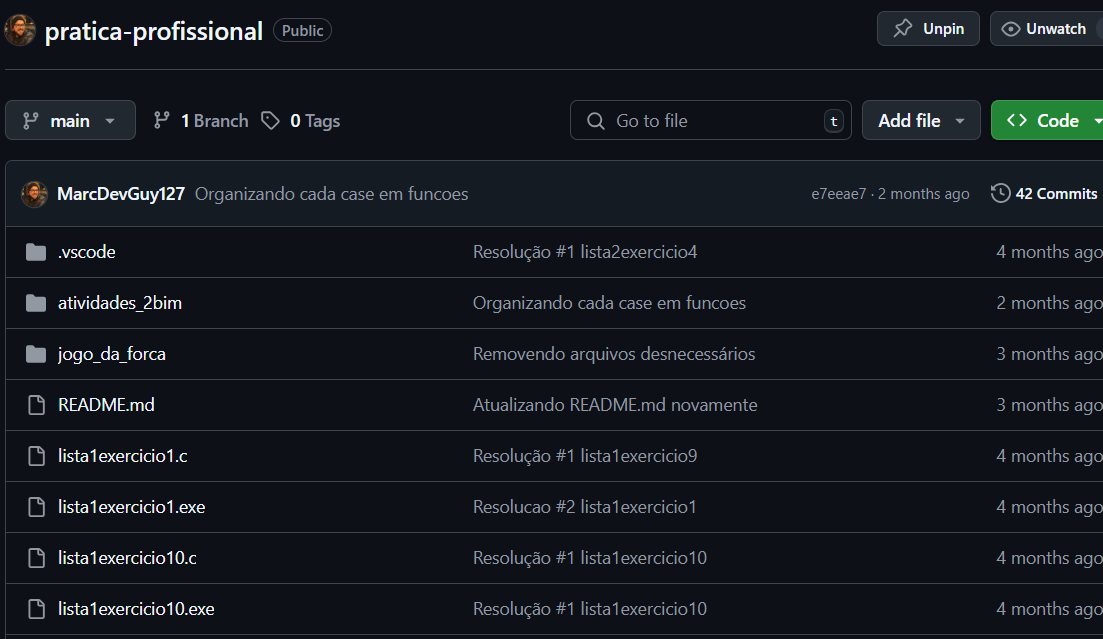 pratica-profissional Public Unpin Unwatch
main 1 Branch 0 Tags Go to file t Add file Code
MarcDevGuy127 Organizando cada case em funcoes e7eeae7 · 2 months ago 42 Commits
.vscode Resolução #1 lista2exercicio4 4 months ago
atividades_2bim Organizando cada case em funcoes 2 months ago
jogo_da_forca Removendo arquivos desnecessários 3 months ago
README.md Atualizando README.md novamente 3 months ago
lista1exercicio1.c Resolução #1 lista1exercicio9 4 months ago
lista1exercicio1.exe Resolucao #2 lista1exercicio1 4 months ago
lista1exercicio10.c Resolução #1 lista1exercicio10 4 months ago
lista1exercicio10.exe Resolução #1 lista1exercicio10 4 months ago